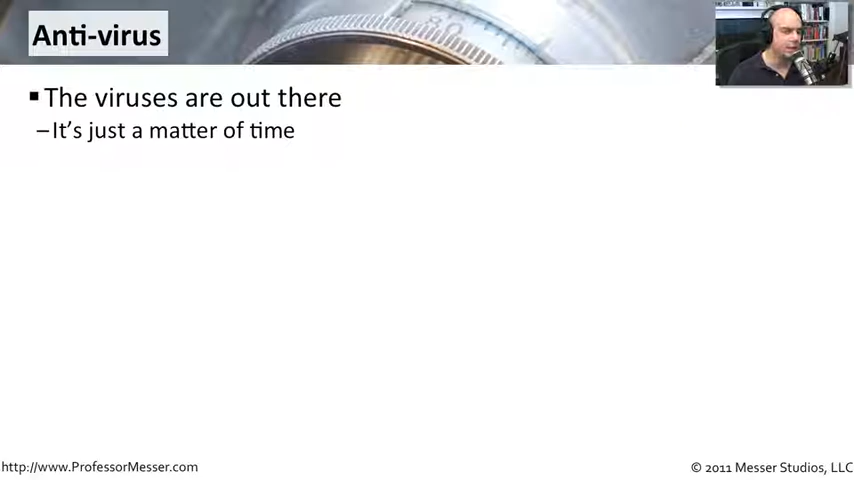 Anti-virus
80
▪ The viruses are out there
– It's just a matter of time
http://www.ProfessorMesser.com
© 2011 Messer Studios, LLC